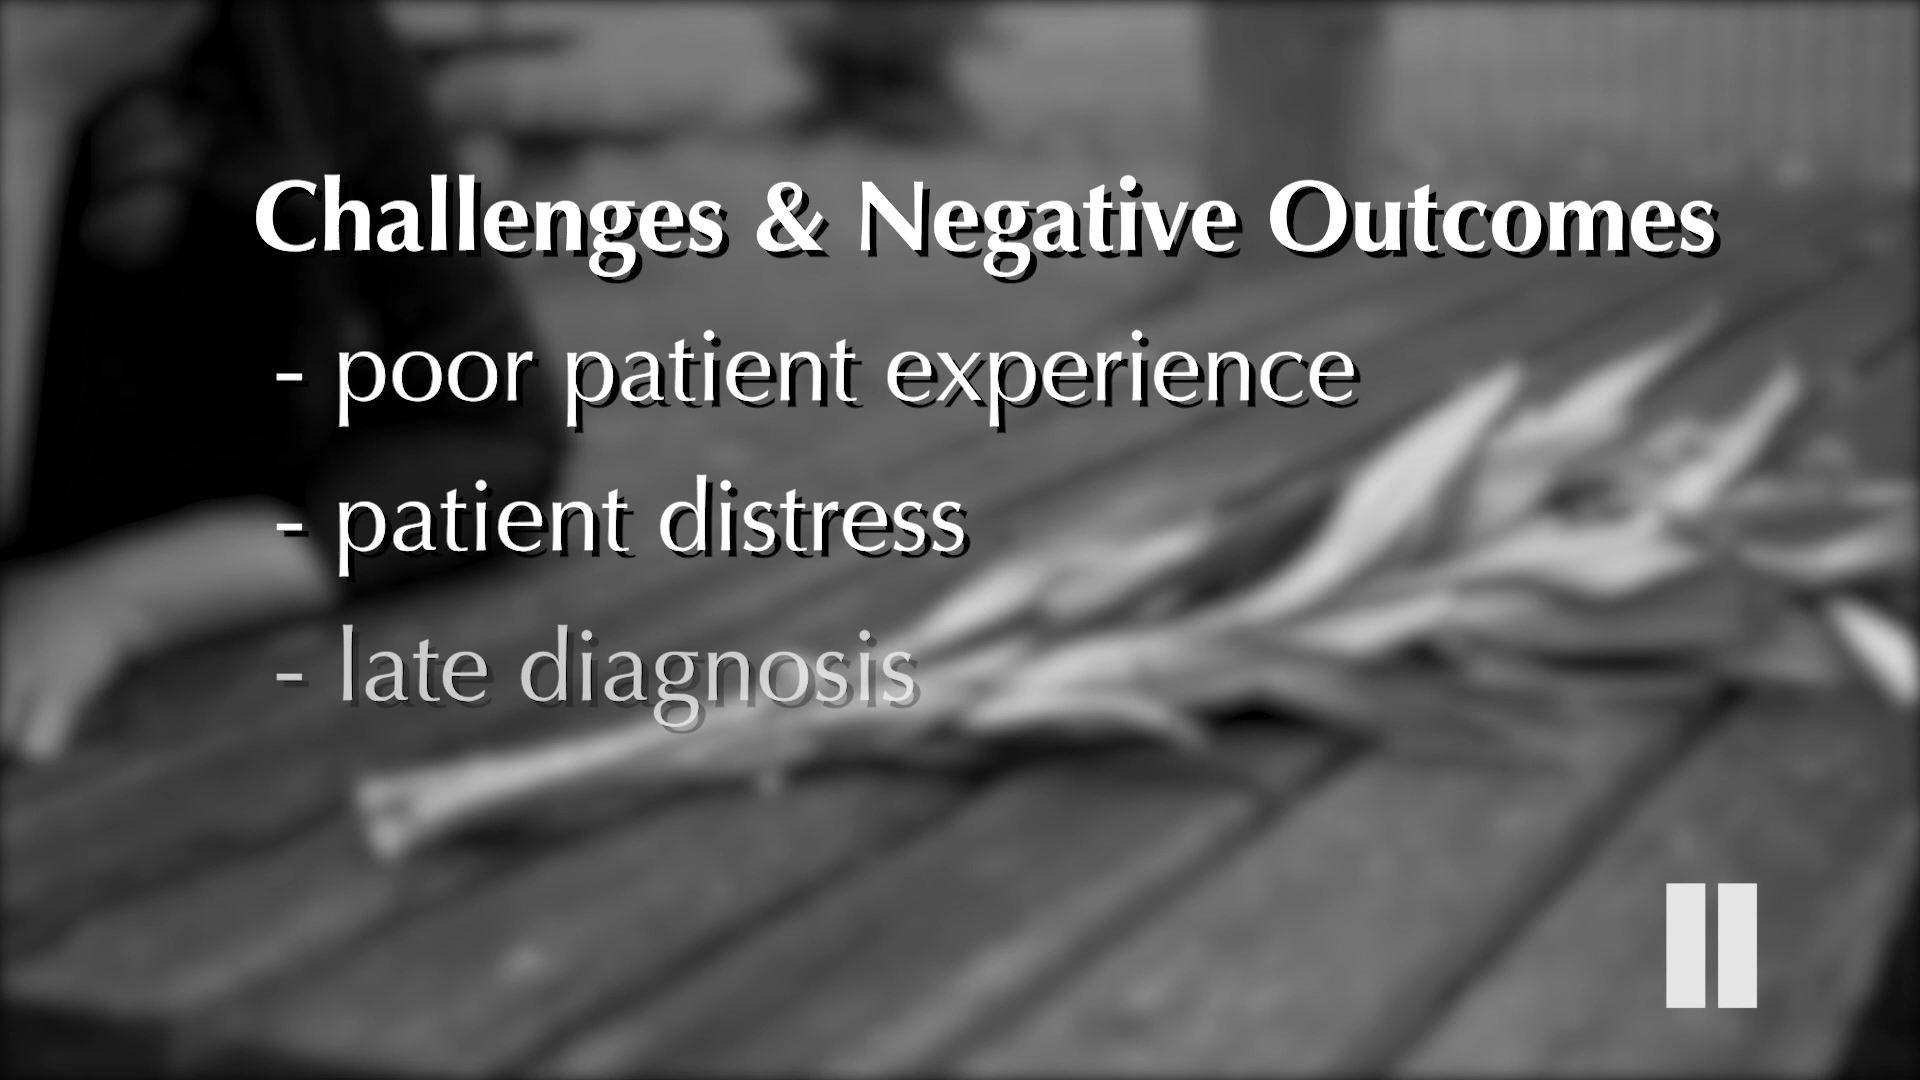 Challenges & Negative Outcomes
- poor patient experience
- patient distress
- late diagnosis